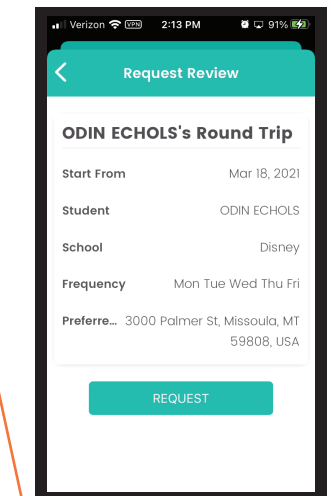 Verizon VPN 2:13 PM 91%
Request Review
ODIN ECHOLS's Round Trip
Start From Mar 18, 2021
Student ODIN ECHOLS
School Disney
Frequency Mon Tue Wed Thu Fri
Preferre... 3000 Palmer St, Missoula, MT
59808, USA
REQUEST